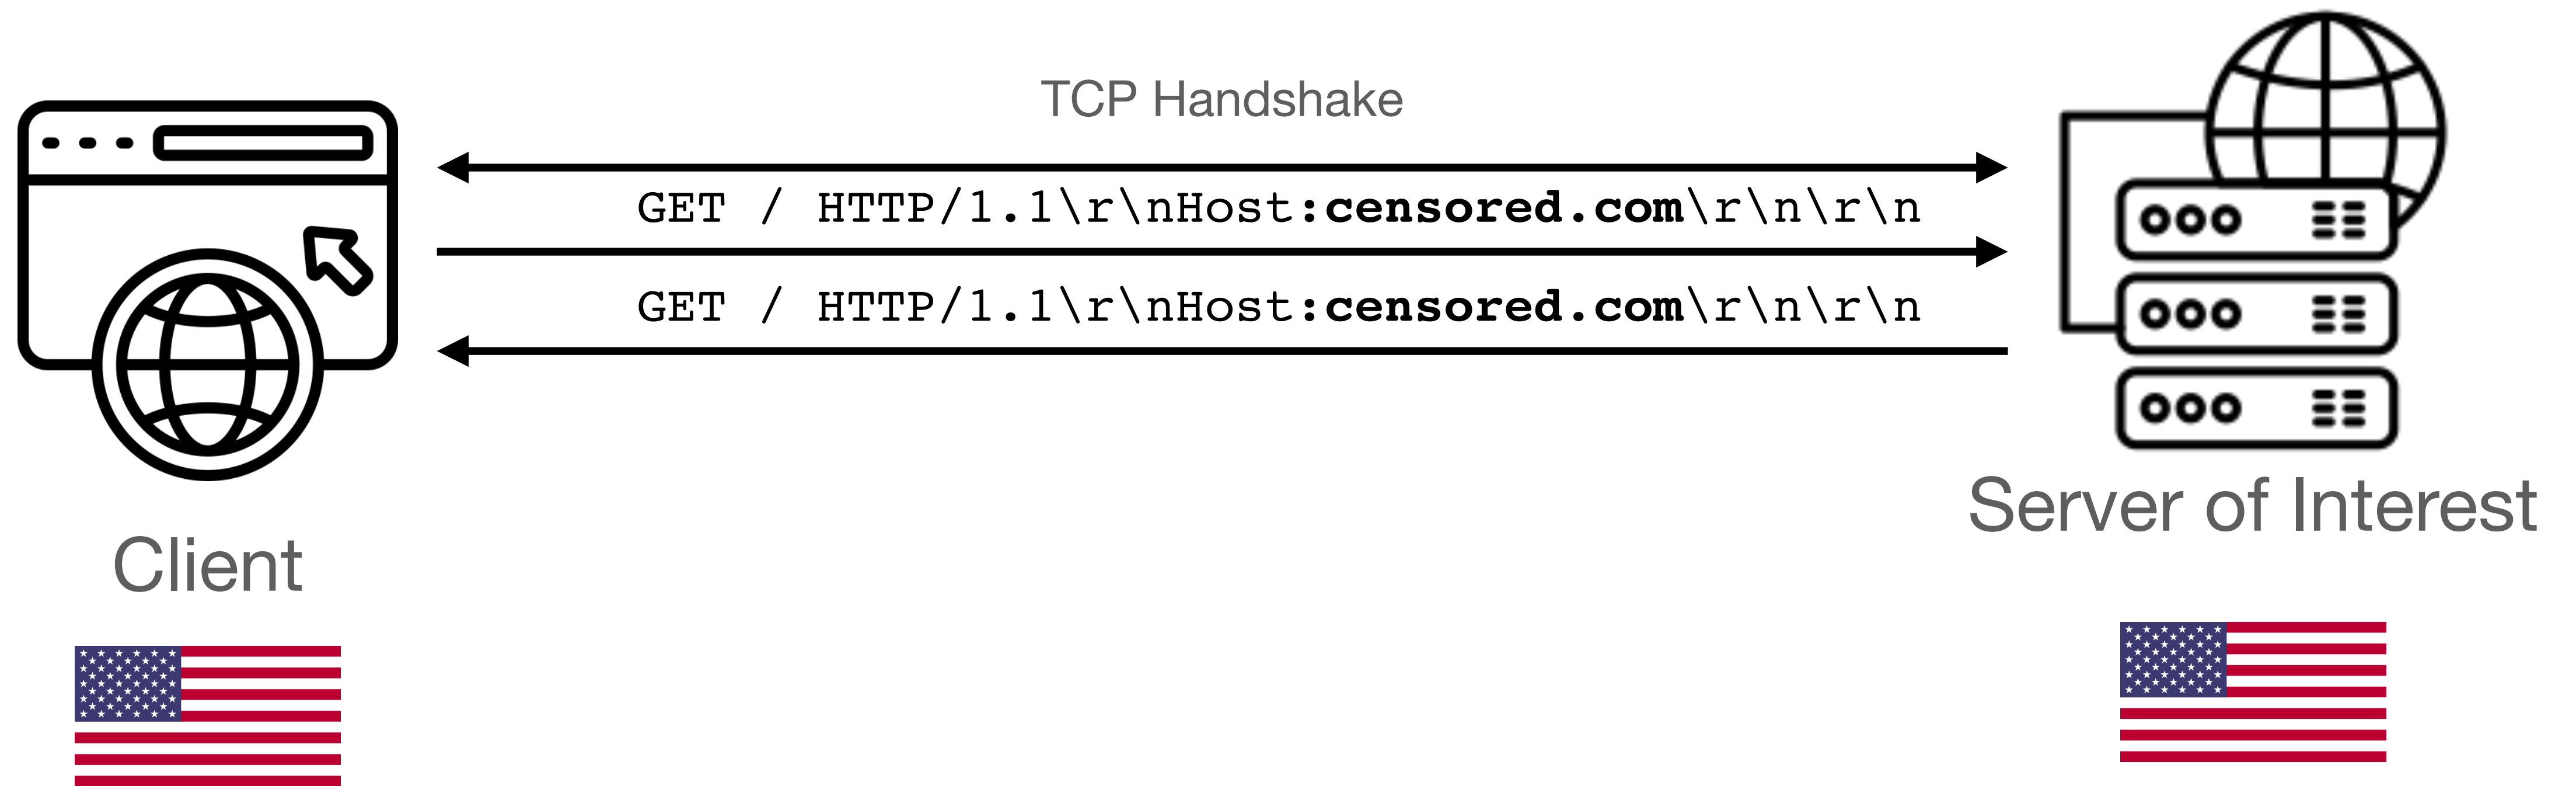 TCP Handshake
GET / HTTP/1.1\r\nHost:censored.com\r\n\r\n
GET / HTTP/1.1\r\nHost:censored.com\r\n\r\n
Server of Interest
Client